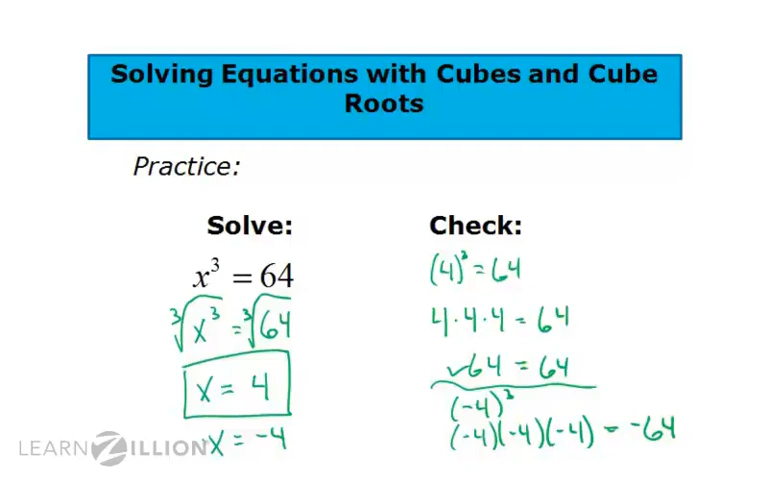 Solving Equations with Cubes and Cube
Roots
Practice:
Solve:
x³ = 64
∛x³ = ∛64
x = 4
x = -4
Check:
(4)³ = 64
4 · 4 · 4 = 64
✓64 = 64
(-4)³
(-4)(-4)(-4) = -64
LEARNZILLION